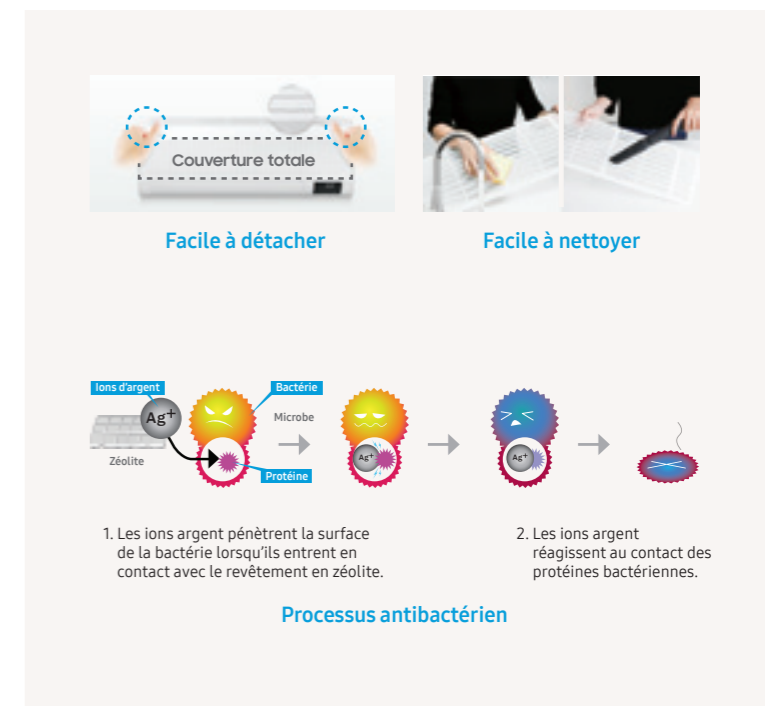 Couverture totale
Facile à détacher
Facile à nettoyer
Ions d'argent
Bactérie
Ag+
Microbe
Zéolite
Protéine
Ag+
Ag+
1. Les ions argent pénètrent la surface
de la bactérie lorsqu'ils entrent en
contact avec le revêtement en zéolite.
2. Les ions argent
réagissent au contact des
protéines bactériennes.
Processus antibactérien